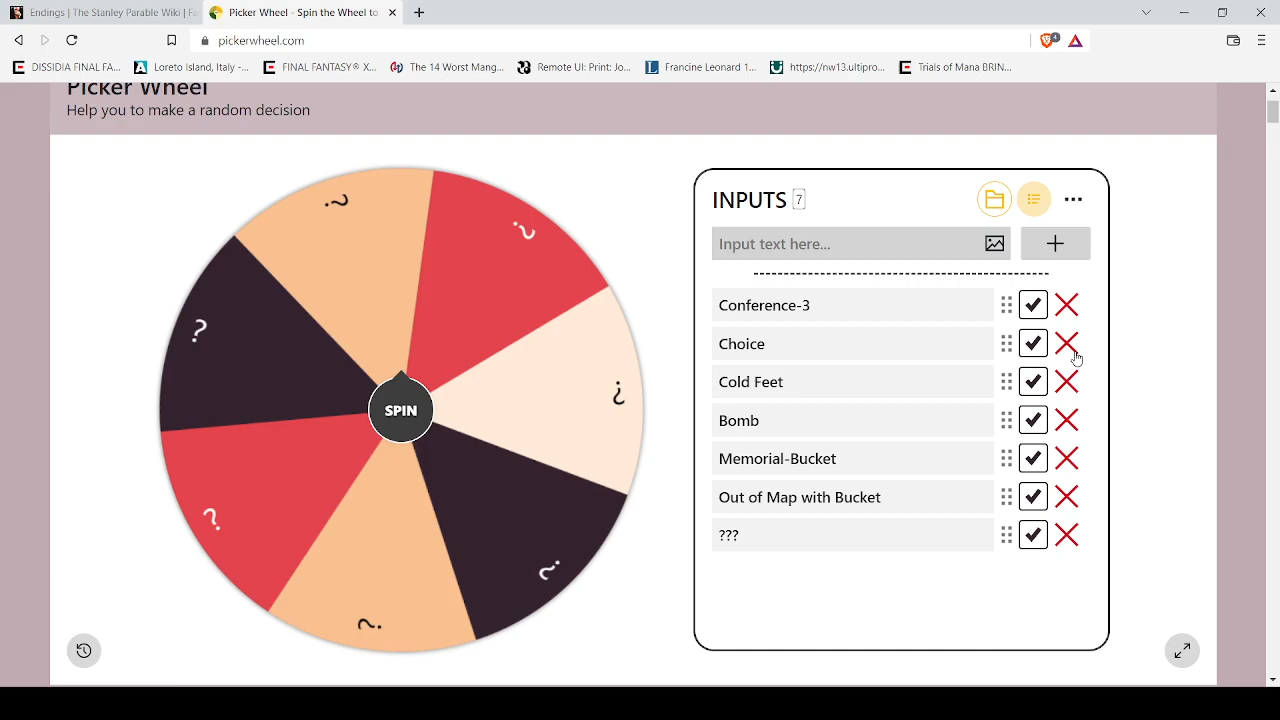 Endings | The Stanley Parable Wiki | Fa
Picker Wheel - Spin the Wheel to
pickerwheel.com
4
DISSIDIA FINAL FA...
Loreto Island, Italy -...
FINAL FANTASY® X...
The 14 Worst Mang...
Remote UI: Print: Jo...
Francine Leonard 1...
https://nw13.ultipro...
Trials of Mana BRIN...
Picker Wheel
Help you to make a random decision
?
?
?
?
?
?
?
SPIN
INPUTS 7
Input text here...
Conference-3
Choice
Cold Feet
Bomb
Memorial-Bucket
Out of Map with Bucket
???